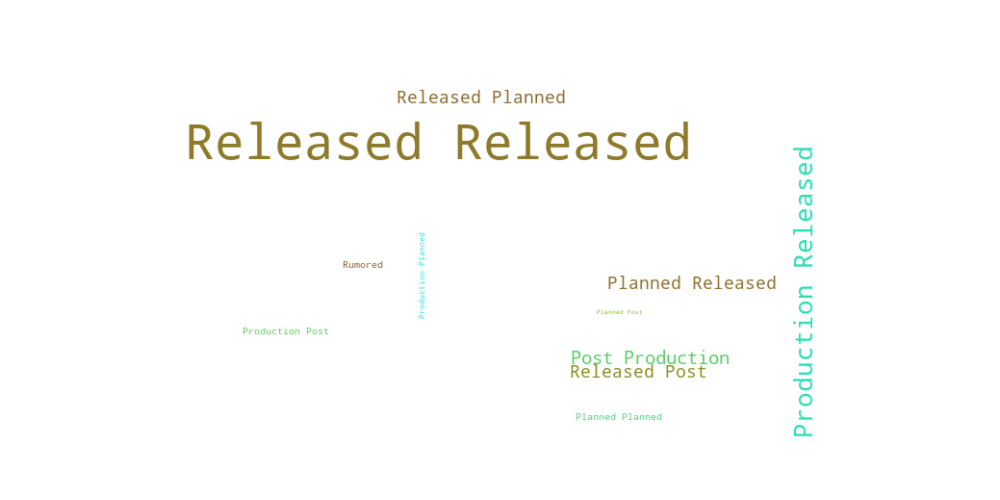 Released Planned
Released Released
Production Released
Production Planned
Rumored
Planned Released
Planned Post
Production Post
Post Production
Released Post
Planned Planned